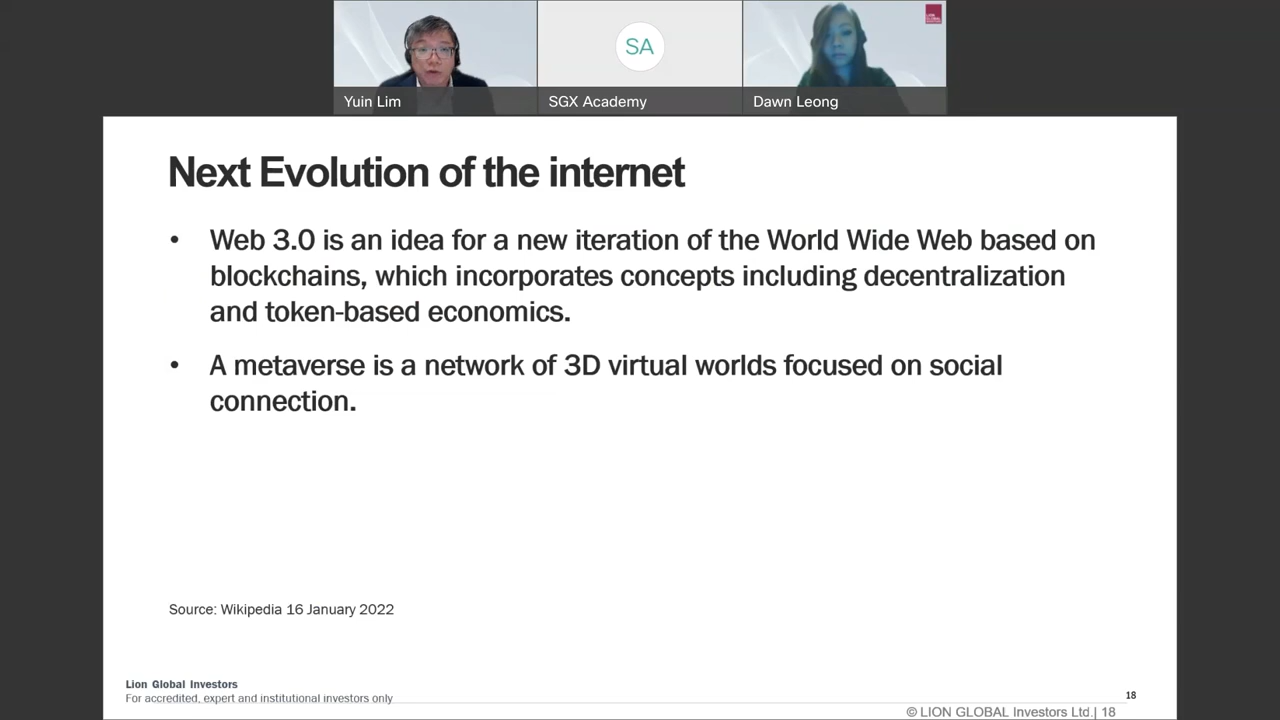 LION
GLOBAL
INVESTORS
SA
Yuin Lim
SGX Academy
Dawn Leong
Next Evolution of the internet
• Web 3.0 is an idea for a new iteration of the World Wide Web based on
blockchains, which incorporates concepts including decentralization
and token-based economics.
• A metaverse is a network of 3D virtual worlds focused on social
connection.
Source: Wikipedia 16 January 2022
Lion Global Investors
For accredited, expert and institutional investors only
18
© LION GLOBAL Investors Ltd.| 18